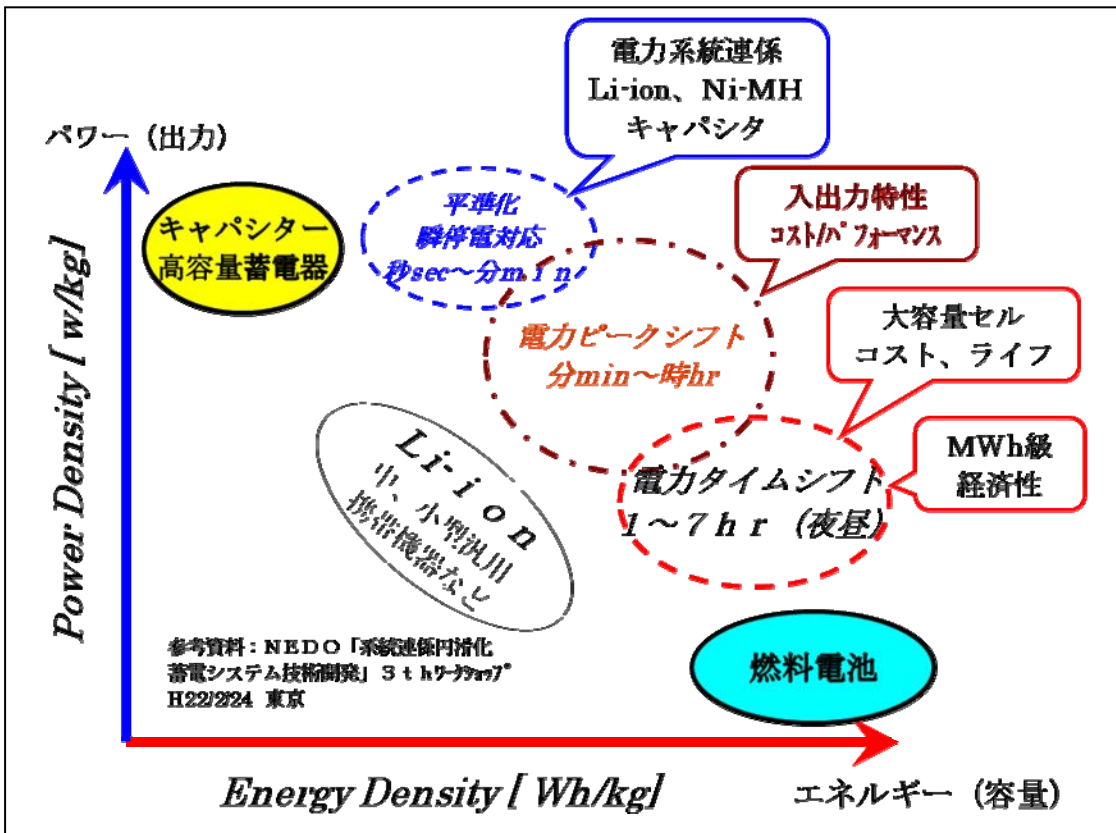 電力系統連係
Li-ion、Ni-MH
キャパシタ
パワー（出力）
キャパシター
高容量蓄電器
平準化
瞬停電対応
秒sec～分min
入出力特性
コスト/パフォーマンス
電力ピークシフト
分min～時hr
大容量セル
コスト、ライフ
MWh級
経済性
電力タイムシフト
1～7hr（夜昼）
Li-ion
中、小型汎用
携帯機器など
Power Density [ w/kg]
参考資料：NEDO「系統連係円滑化
蓄電システム技術開発」3thワークショップ
H22/2/24 東京
燃料電池
Energy Density [ Wh/kg]
エネルギー（容量）